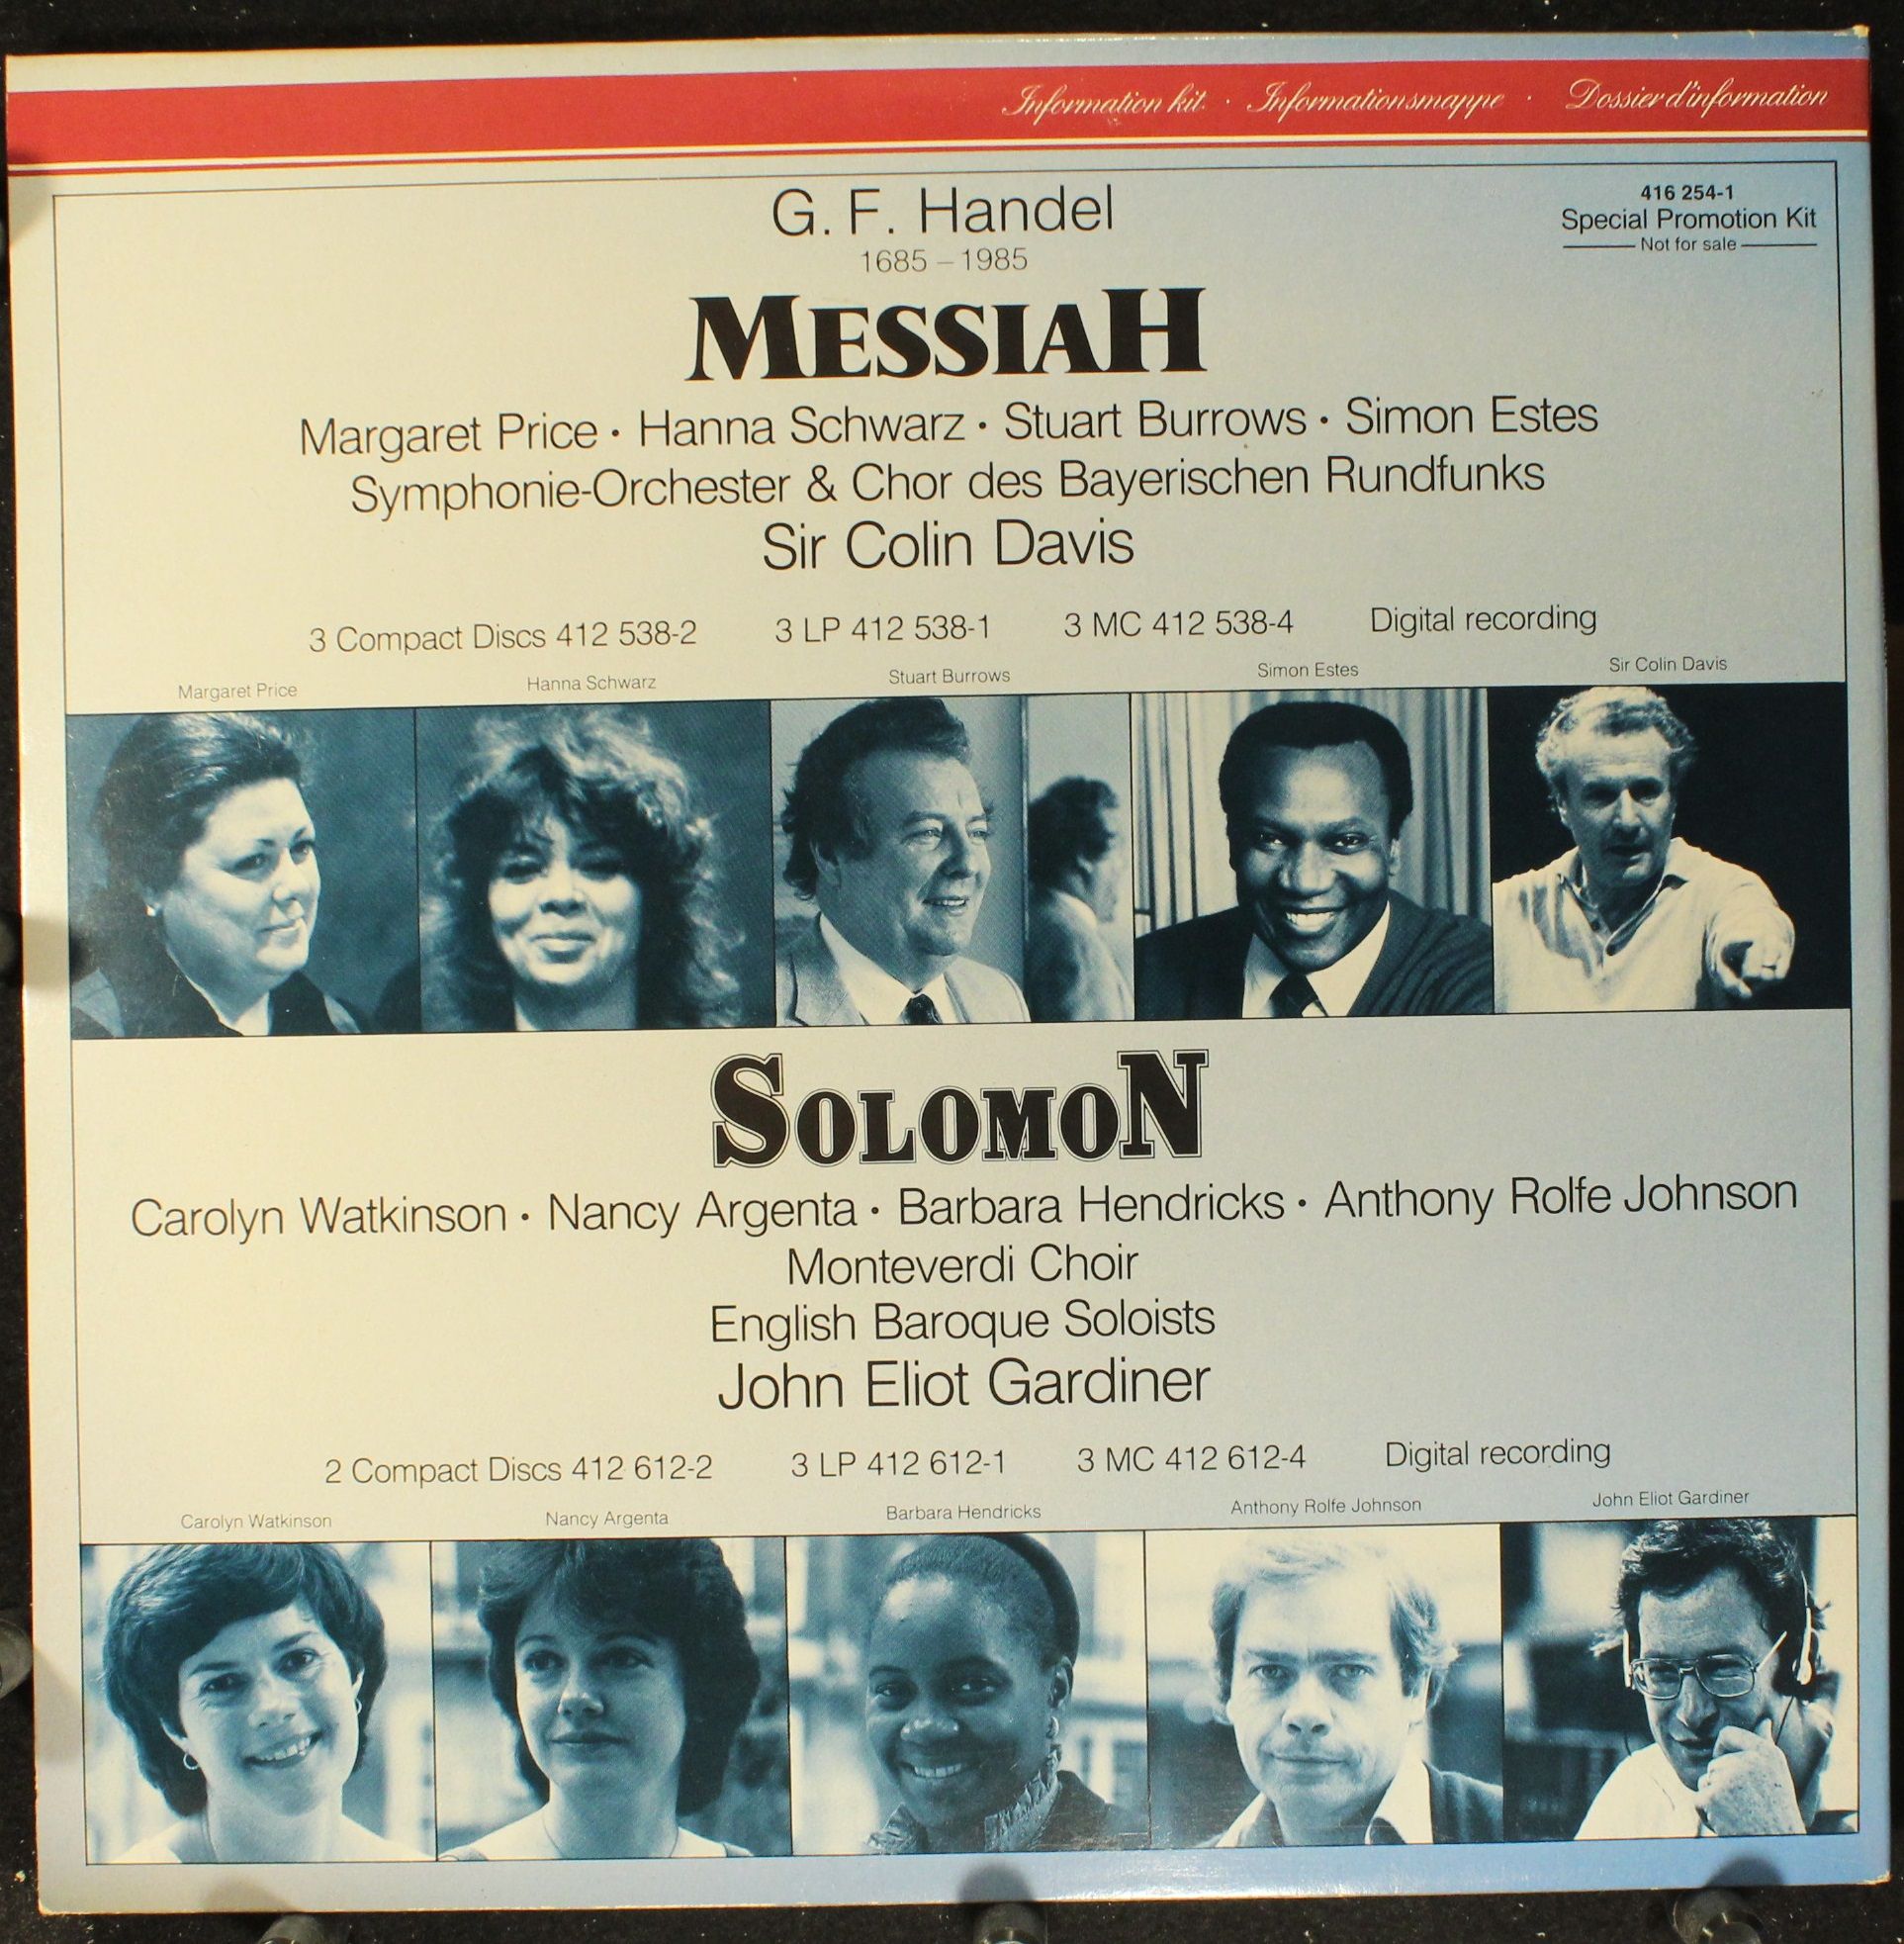 Information kit · Informationsmappe · Dossier d'information
G. F. Handel
1685 – 1985
416 254-1
Special Promotion Kit
Not for sale
MESSIAH
Margaret Price · Hanna Schwarz · Stuart Burrows · Simon Estes
Symphonie-Orchester & Chor des Bayerischen Rundfunks
Sir Colin Davis
3 Compact Discs 412 538-2 3 LP 412 538-1 3 MC 412 538-4 Digital recording
Margaret Price Hanna Schwarz Stuart Burrows Simon Estes Sir Colin Davis
SOLOMON
Carolyn Watkinson · Nancy Argenta · Barbara Hendricks · Anthony Rolfe Johnson
Monteverdi Choir
English Baroque Soloists
John Eliot Gardiner
2 Compact Discs 412 612-2 3 LP 412 612-1 3 MC 412 612-4 Digital recording
Carolyn Watkinson Nancy Argenta Barbara Hendricks Anthony Rolfe Johnson John Eliot Gardiner